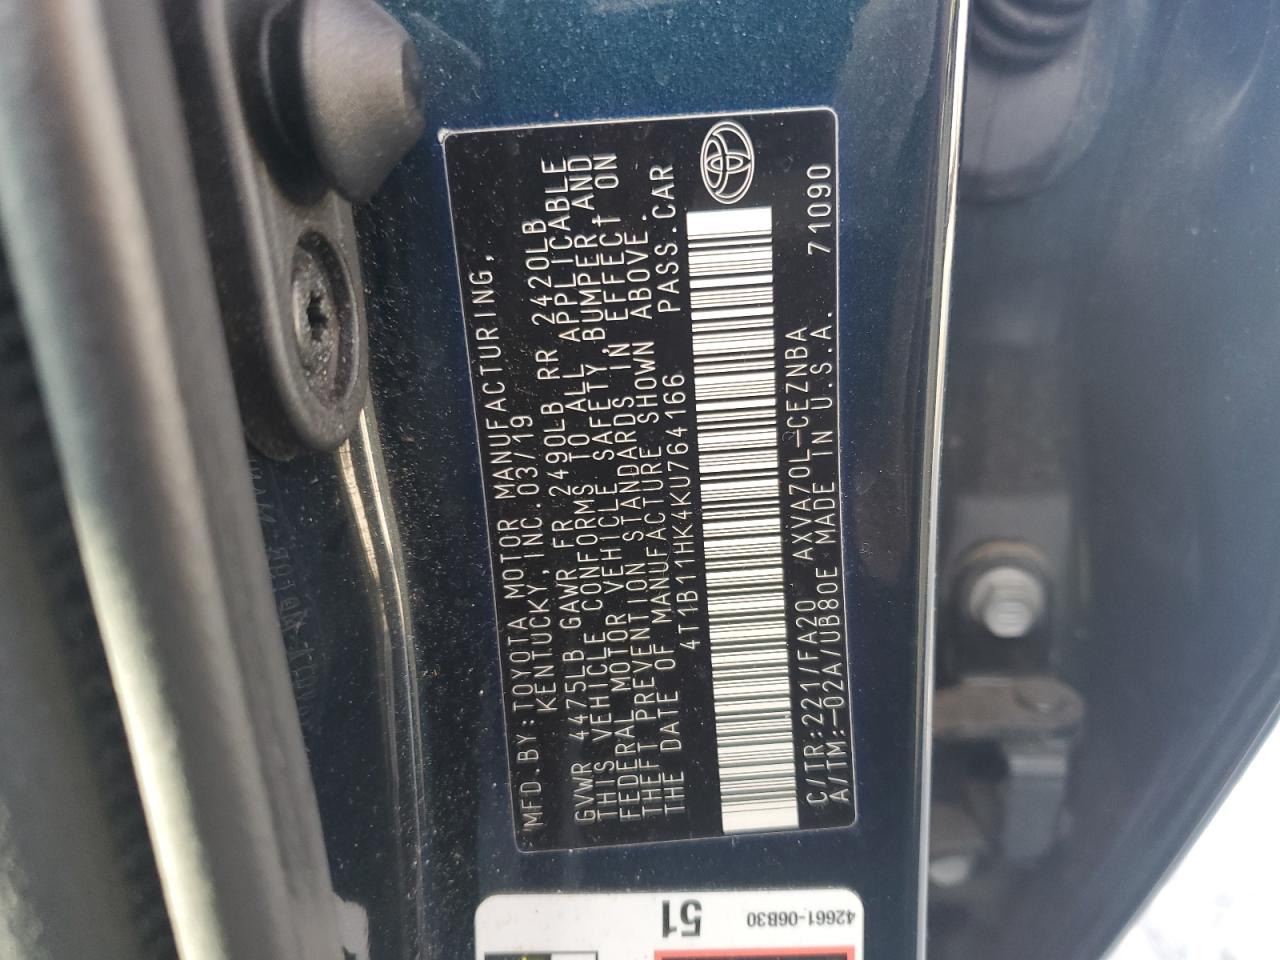 MFD.BY:TOYOTA MOTOR MANUFACTURING,
KENTUCKY,INC.03/19
GVWR 4475LB GAWR FR 2490LB RR 2420LB
THIS VEHICLE CONFORMS TO ALL APPLICABLE
FEDERAL MOTOR VEHICLE SAFETY,BUMPER,AND
THEFT PREVENTION STANDARDS IN EFFECT ON
THE DATE OF MANUFACTURE SHOWN ABOVE.
4T1B11HK4KU764166 PASS.CAR
C/TR:221/FA20 AXVA70L-CEZNBA
A/TM:-02A/UB80E MADE IN U.S.A. 71090
42661-06B30
51